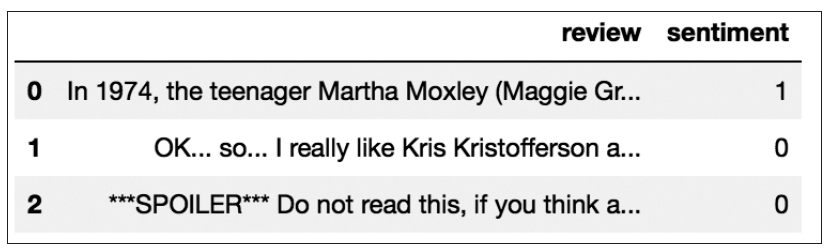 review sentiment
0 In 1974, the teenager Martha Moxley (Maggie Gr... 1
1 OK... so... I really like Kris Kristofferson a... 0
2 ***SPOILER*** Do not read this, if you think a... 0